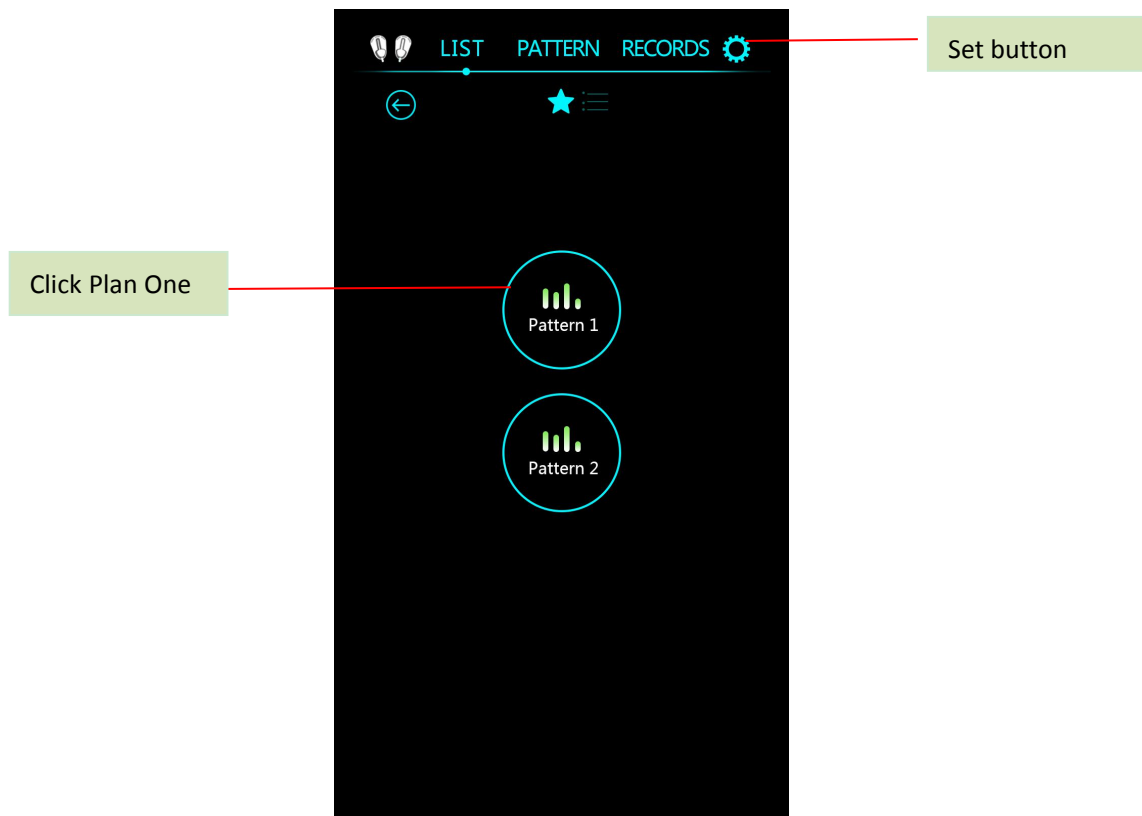 LIST PATTERN RECORDS
Set button
Click Plan One
Pattern 1
Pattern 2